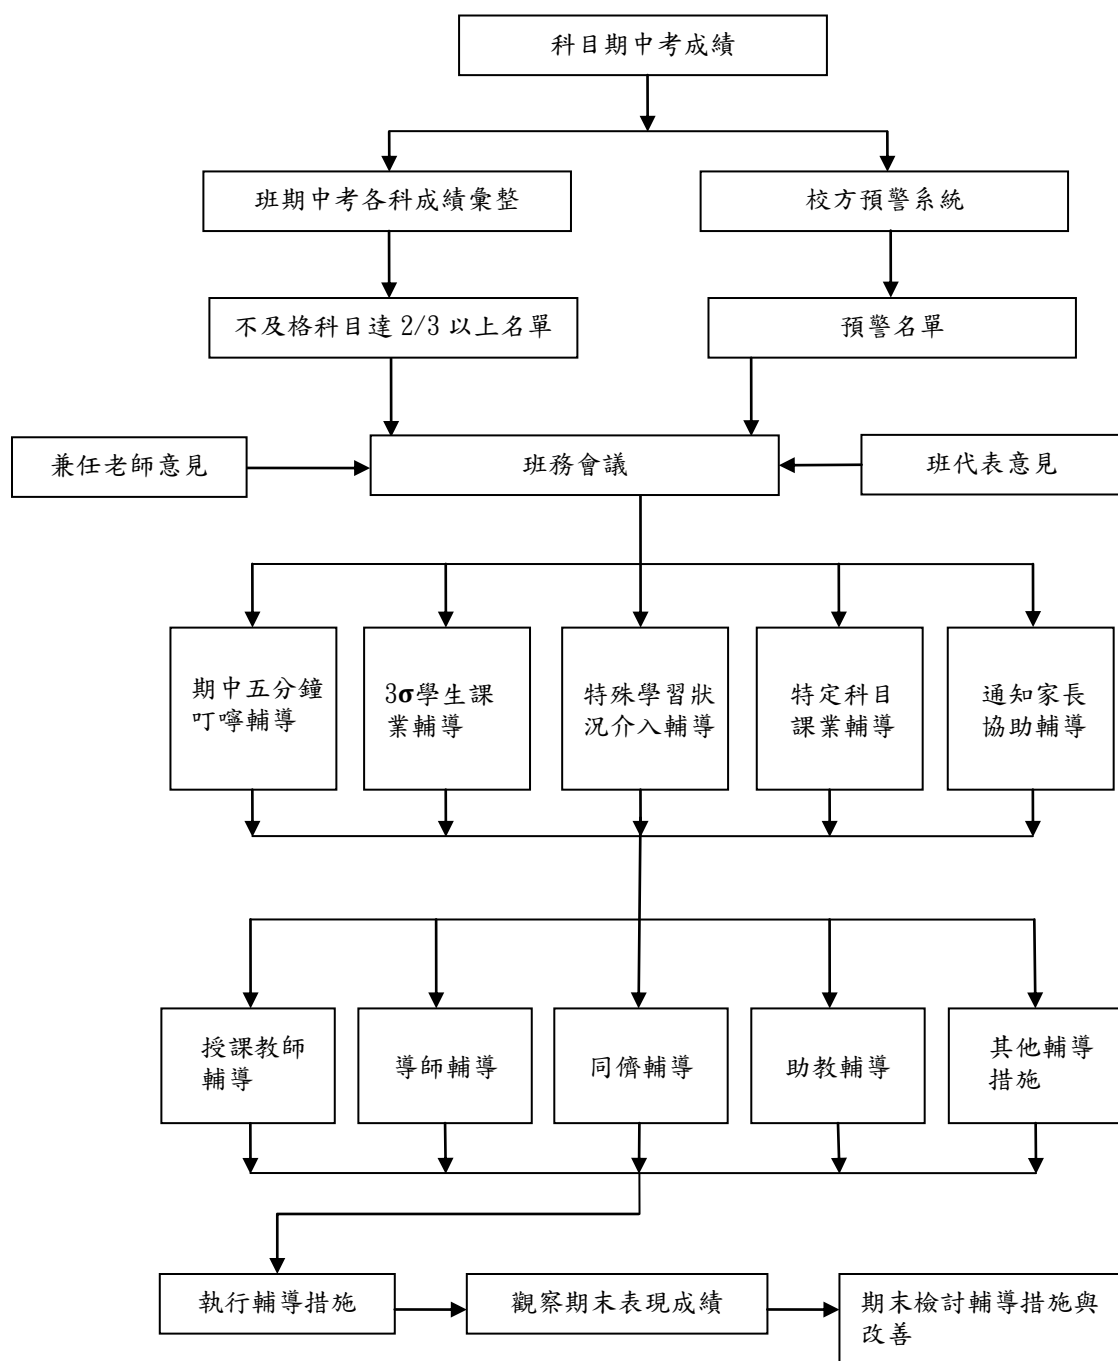 科目期中考成績
班期中考各科成績彙整
校方預警系統
不及格科目達 2/3 以上名單
預警名單
兼任老師意見
班務會議
班代表意見
期中五分鐘
叮嚀輔導
3σ學生課
業輔導
特殊學習狀
況介入輔導
特定科目
課業輔導
通知家長
協助輔導
授課教師
輔導
導師輔導
同儕輔導
助教輔導
其他輔導
措施
執行輔導措施
觀察期末表現成績
期末檢討輔導措施與
改善